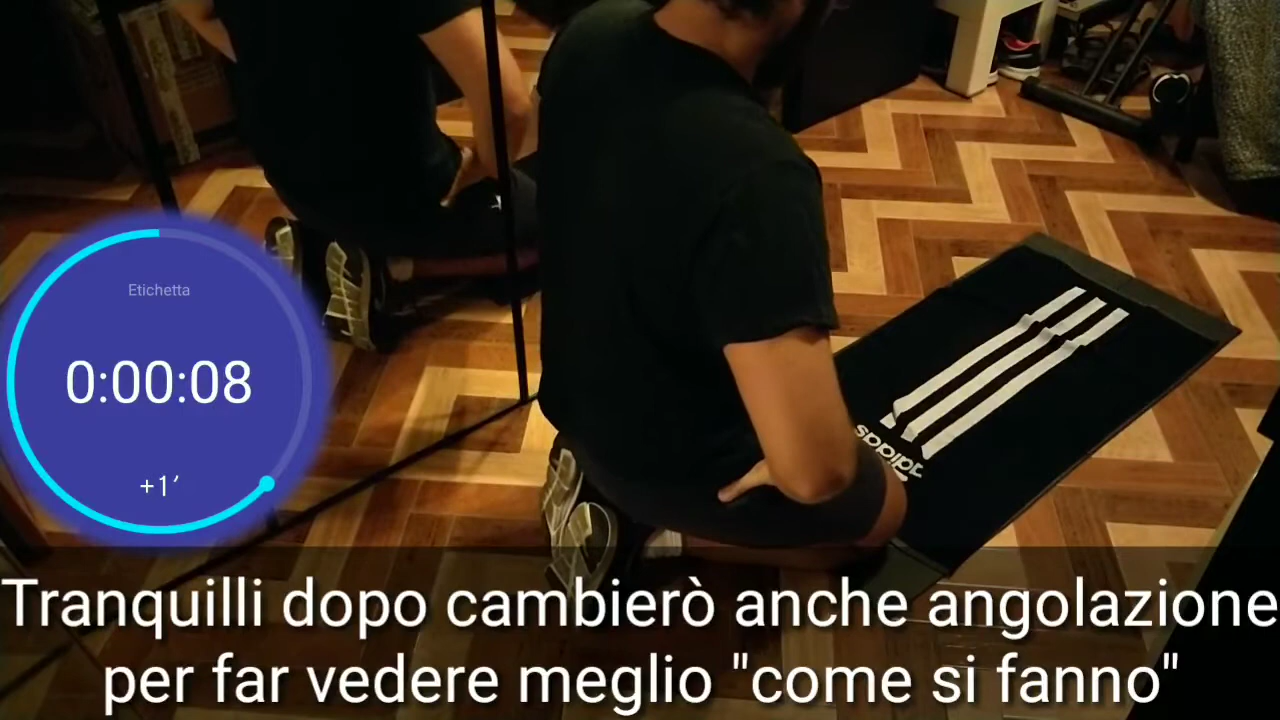 Etichetta
0:00:08
+1′
adidas
Tranquilli dopo cambierò anche angolazione
per far vedere meglio "come si fanno"